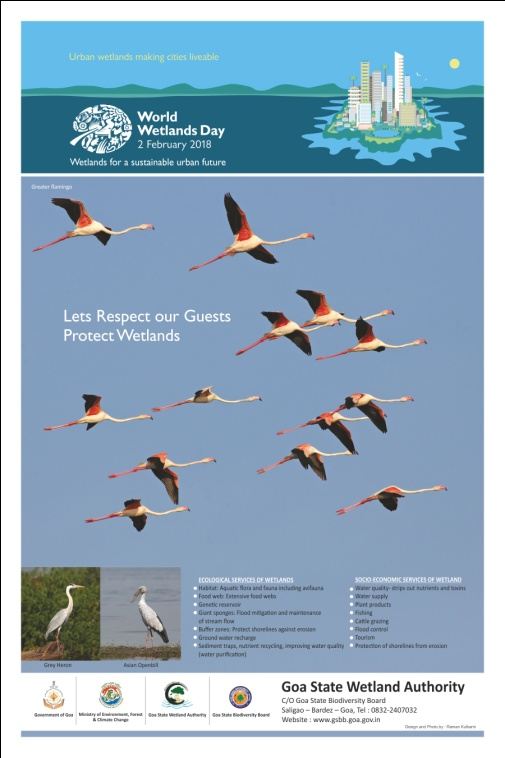 Urban wetlands making cities liveable
World
Wetlands Day
2 February 2018
Wetlands for a sustainable urban future
Greater flamingo
Lets Respect our Guests
Protect Wetlands
Grey Heron
Asian Openbill
ECOLOGICAL SERVICES OF WETLANDS
Habitat: Aquatic flora and fauna including avifauna
Food web: Extensive food webs
Genetic reservoir
Giant sponges: Flood mitigation and maintenance
of stream flow
Buffer zones: Protect shorelines against erosion
Ground water recharge
Sediment traps, nutrient recycling, improving water quality
(water purification)
SOCIO-ECONOMIC SERVICES OF WETLAND
Water quality- strips out nutrients and toxins
Water supply
Plant products
Fishing
Cattle grazing
Flood control
Tourism
Protection of shorelines from erosion
Government of Goa
Ministry of Environment, Forest
& Climate Change
Goa State Wetland Authority
Goa State Biodiversity Board
Goa State Wetland Authority
C/O Goa State Biodiversity Board
Saligao – Bardez – Goa, Tel : 0832-2407032
Website : www.gsbb.goa.gov.in
Design and Photo by : Raman Kulkarni